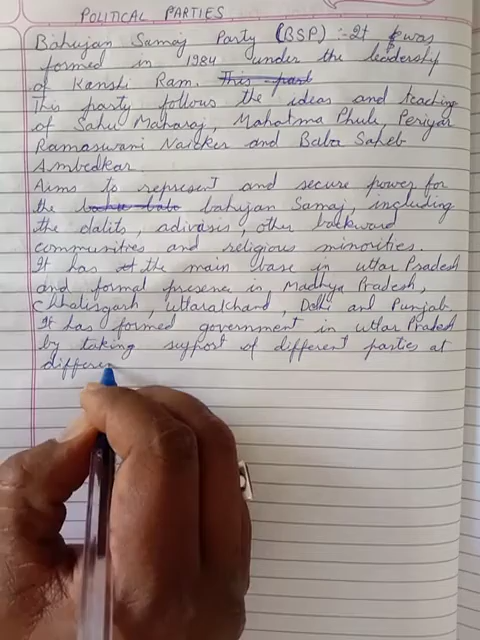 POLITICAL PARTIES
Bahujan Samaj Party (BSP) :- It was
formed in 1984 under the leadership
of Kanshi Ram. This part
This party follows the ideas and teaching
of Sahu Maharaj, Mahatma Phule, Periyar
Ramaswani Naicker and Baba Saheb
Ambedkar.
Aims to represent and secure power for
the bahujan Samaj, including
the dalits, adivasis, other backward
communities and religious minorities.
It has the main base in uttar Pradesh
and formal presence in, Madhya Pradesh,
Chhatisgarh, uttarakhand, Delhi and Punjab.
It has formed government in uttar Pradesh
by taking support of different parties at
differen